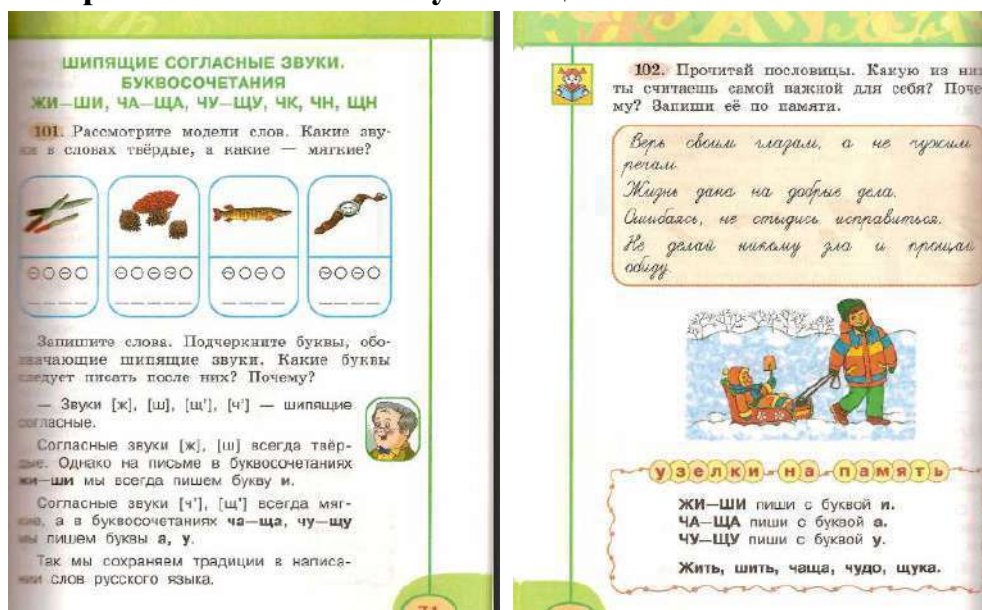 ШИПЯЩИЕ СОГЛАСНЫЕ ЗВУКИ.
БУКВОСОЧЕТАНИЯ
ЖИ—ШИ, ЧА—ЩА, ЧУ—ЩУ, ЧК, ЧН, ЩН
101. Рассмотрите модели слов. Какие зву-
ки в словах твёрдые, а какие — мягкие?
Запишите слова. Подчеркните буквы, обо-
значающие шипящие звуки. Какие буквы
следует писать после них? Почему?
— Звуки [ж], [ш], [щ'], [ч'] — шипящие
согласные.
Согласные звуки [ж], [ш] всегда твёр-
дые. Однако на письме в буквосочетаниях
жи—ши мы всегда пишем букву и.
Согласные звуки [ч'], [щ'] всегда мяг-
кие, а в буквосочетаниях ча—ща, чу—щу
мы пишем буквы а, у.
Так мы сохраняем традиции в написа-
нии слов русского языка.
102. Прочитай пословицы. Какую из них
ты считаешь самой важной для себя? Поче-
му? Запиши её по памяти.
Верь своим глазам, а не чужим
речам.
Жизнь дана на добрые дела.
Ошибаясь, не стыдись исправиться.
Не делай никому зла и прощай
обиду.
узелки на память
ЖИ—ШИ пиши с буквой и.
ЧА—ЩА пиши с буквой а.
ЧУ—ЩУ пиши с буквой у.
Жить, шить, чаща, чудо, щука.